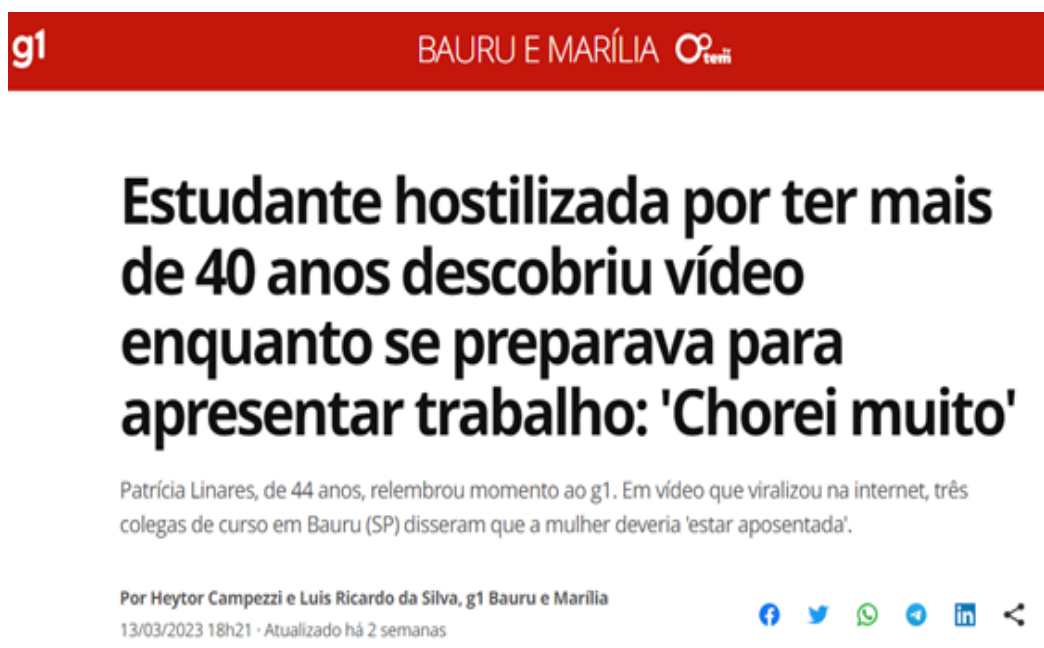 g1
BAURU E MARÍLIA tem
Estudante hostilizada por ter mais
de 40 anos descobriu vídeo
enquanto se preparava para
apresentar trabalho: 'Chorei muito'
Patrícia Linares, de 44 anos, relembrou momento ao g1. Em vídeo que viralizou na internet, três
colegas de curso em Bauru (SP) disseram que a mulher deveria 'estar aposentada'.
Por Heytor Campezzi e Luis Ricardo da Silva, g1 Bauru e Marília
13/03/2023 18h21 · Atualizado há 2 semanas